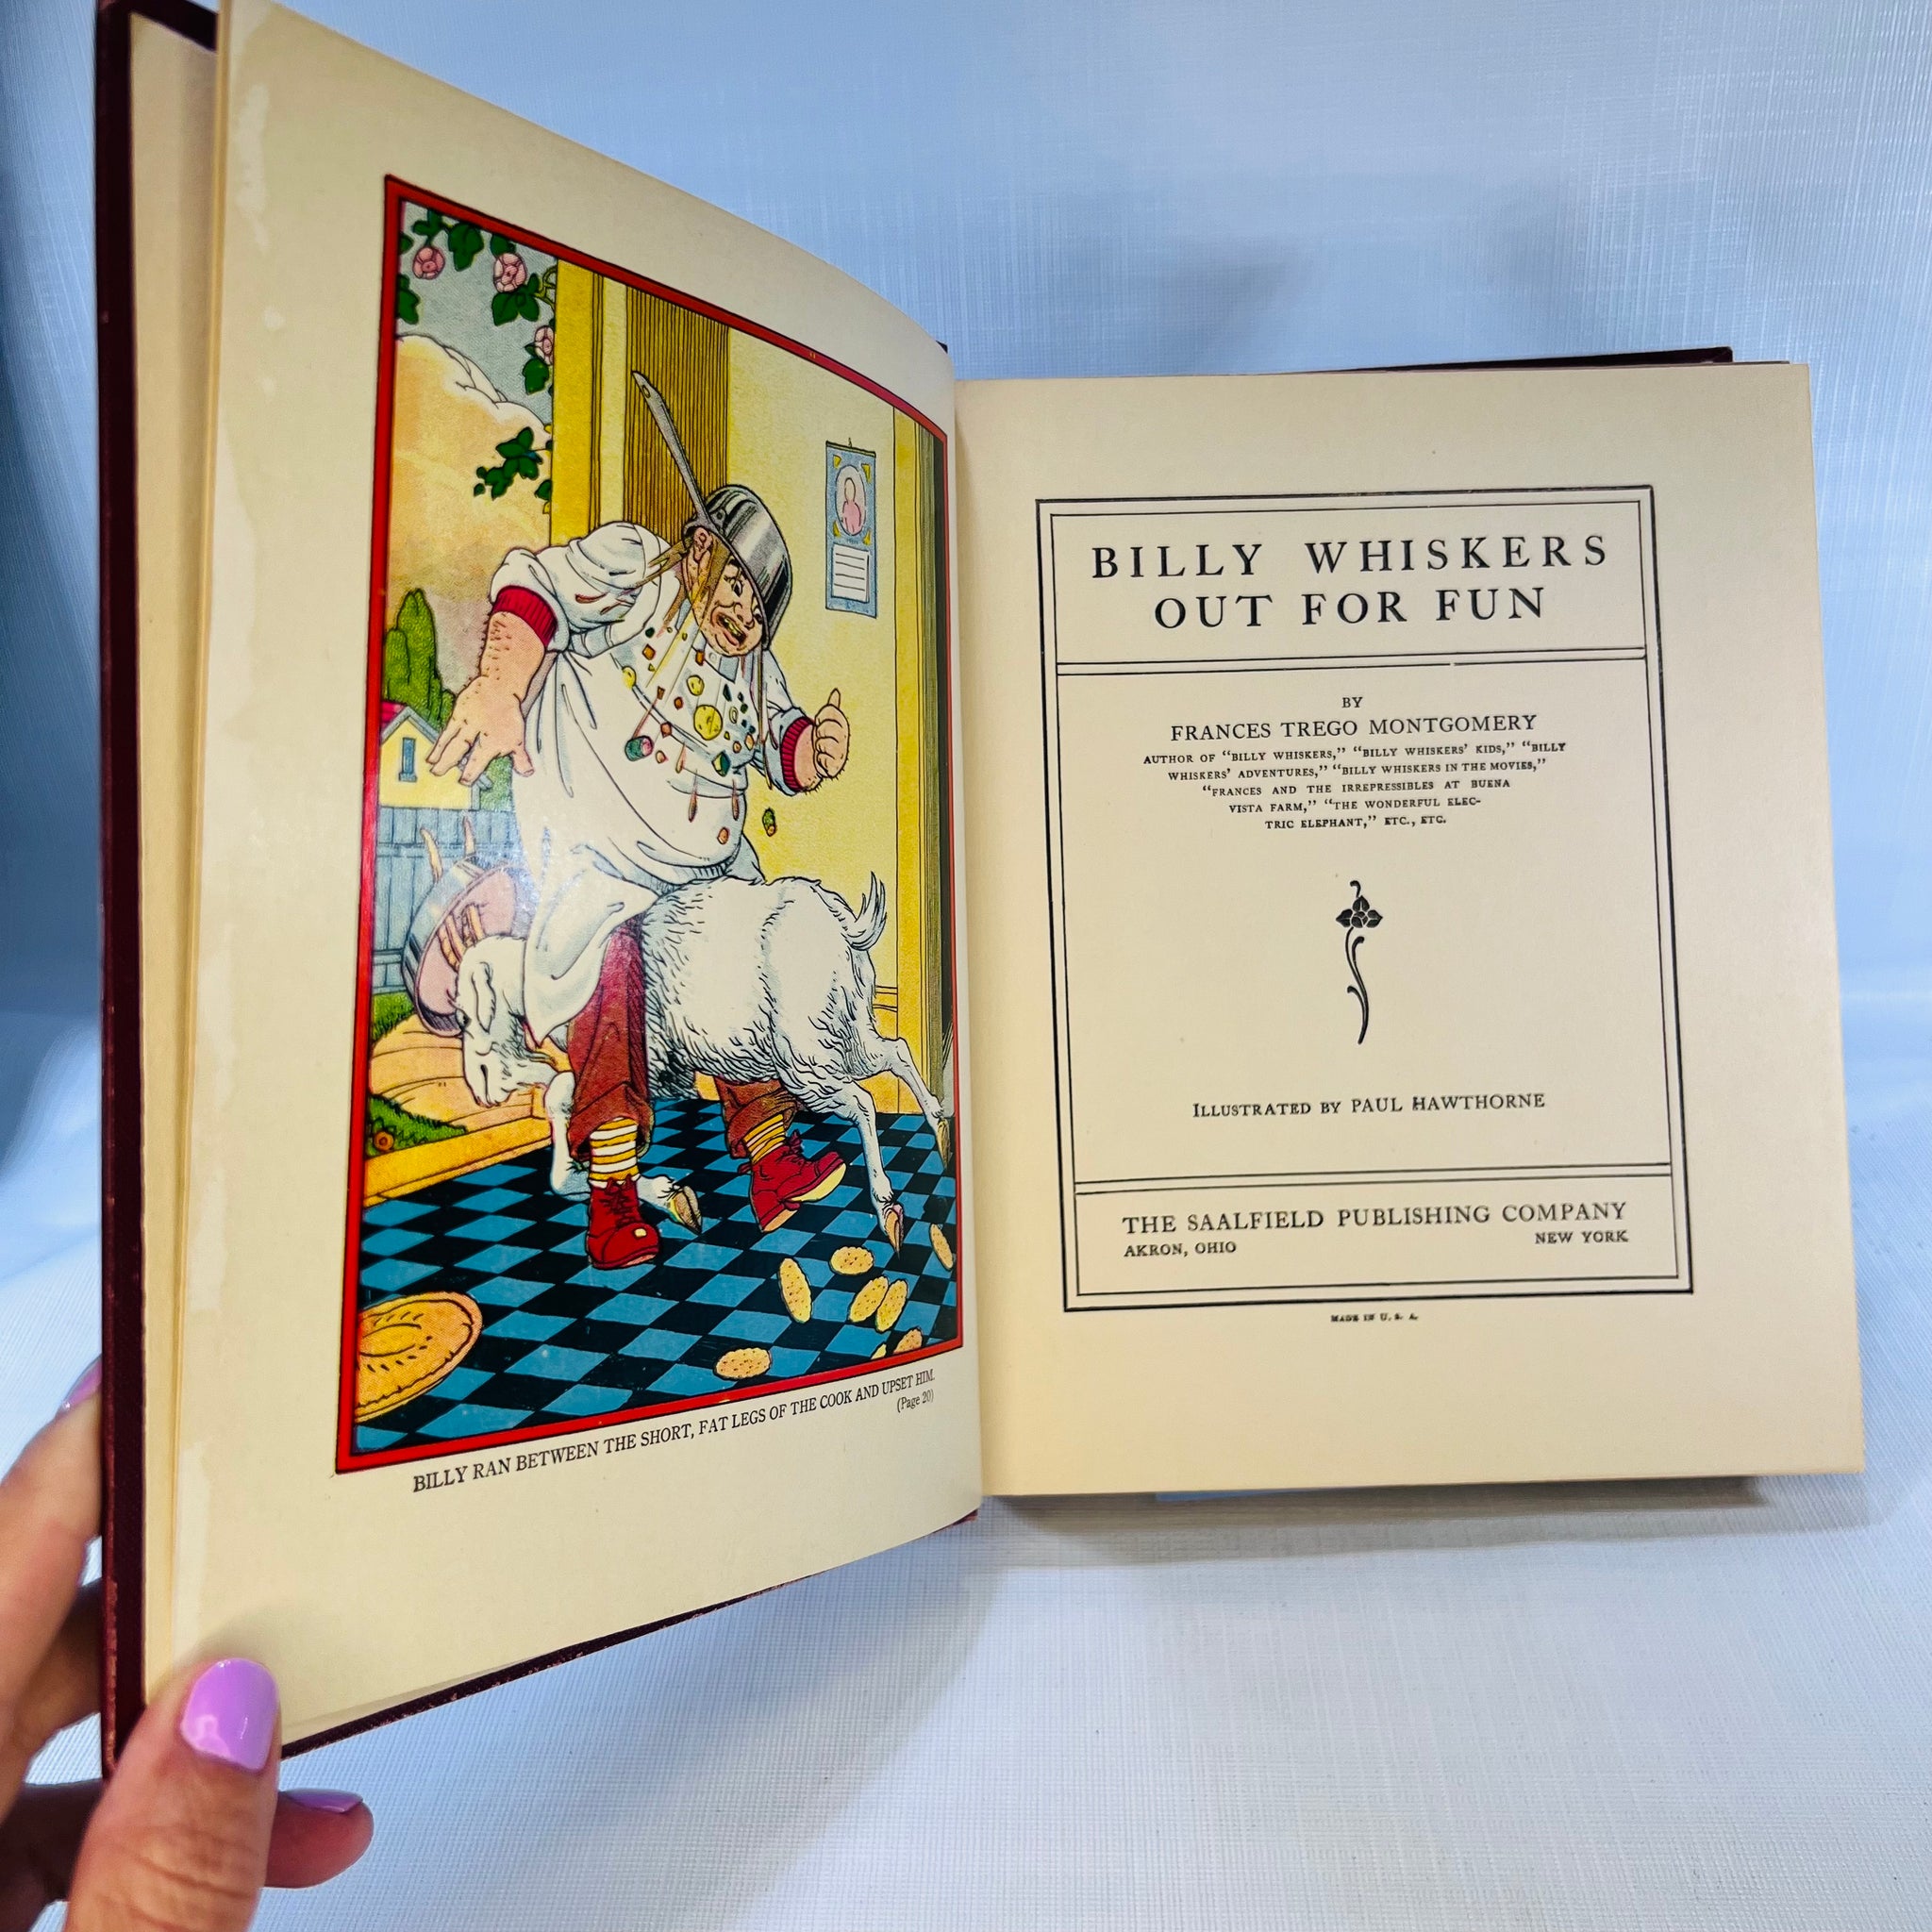 BILLY RAN BETWEEN THE SHORT, FAT LEGS OF THE COOK AND UPSET HIM.
(Page 20)
BILLY WHISKERS
OUT FOR FUN
BY
FRANCES TREGO MONTGOMERY
AUTHOR OF "BILLY WHISKERS," "BILLY WHISKERS' KIDS," "BILLY
WHISKERS' ADVENTURES," "BILLY WHISKERS IN THE MOVIES,"
"FRANCES AND THE IRREPRESSIBLES AT BUENA
VISTA FARM," "THE WONDERFUL ELEC-
TRIC ELEPHANT," ETC., ETC.
ILLUSTRATED BY PAUL HAWTHORNE
THE SAALFIELD PUBLISHING COMPANY
AKRON, OHIO NEW YORK
MADE IN U. S. A.